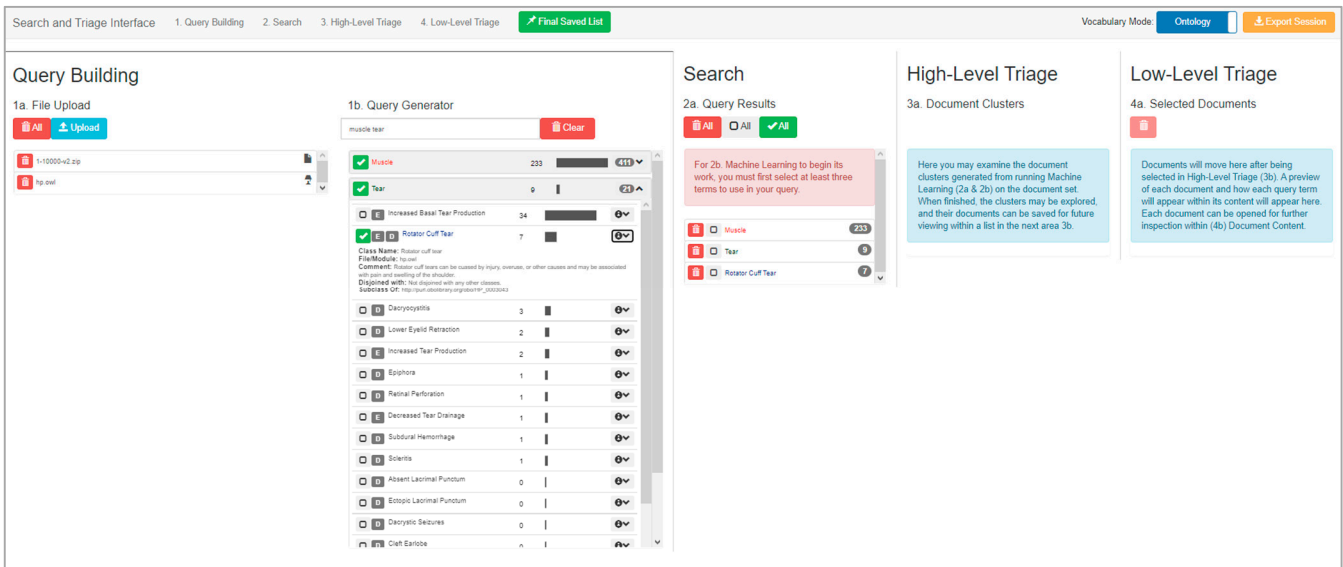 Search and Triage Interface 1. Query Building 2. Search 3. High-Level Triage 4. Low-Level Triage Final Saved List Vocabulary Mode: Ontology Export Session
Query Building
1a. File Upload
All Upload
1-10000-v2.zip
hp.owl
1b. Query Generator
muscle tear Clear
Muscle 233 411
Tear 9 21
E Increased Basal Tear Production 34
E D Rotator Cuff Tear 7
Class Name: Rotator cuff tear
File/Module: hp.owl
Comment: Rotator cuff tears can be cuased by injury, overuse, or other causes and may be associated
with pain and swelling of the shoulder.
Disjoined with: Not disjoined with any other classes.
Subclass Of: http://purl.obolibrary.org/obo/HP_0003043
D Dacryocystitis 3
D Lower Eyelid Retraction 2
E Increased Tear Production 2
D Epiphora 1
D Retinal Perforation 1
E Decreased Tear Drainage 1
D Subdural Hemorrhage 1
D Scleritis 1
D Absent Lacrimal Punctum 0
D Ectopic Lacrimal Punctum 0
D Dacrystic Seizures 0
D Cleft Earlobe 0
Search
2a. Query Results
All All All
For 2b. Machine Learning to begin its
work, you must first select at least three
terms to use in your query.
Muscle 233
Tear 9
Rotator Cuff Tear 7
High-Level Triage
3a. Document Clusters
Here you may examine the document
clusters generated from running Machine
Learning (2a & 2b) on the document set.
When finished, the clusters may be explored,
and their documents can be saved for future
viewing within a list in the next area 3b.
Low-Level Triage
4a. Selected Documents
Documents will move here after being
selected in High-Level Triage (3b). A preview
of each document and how each query term
will appear within its content will appear here.
Each document can be opened for further
inspection within (4b) Document Content.